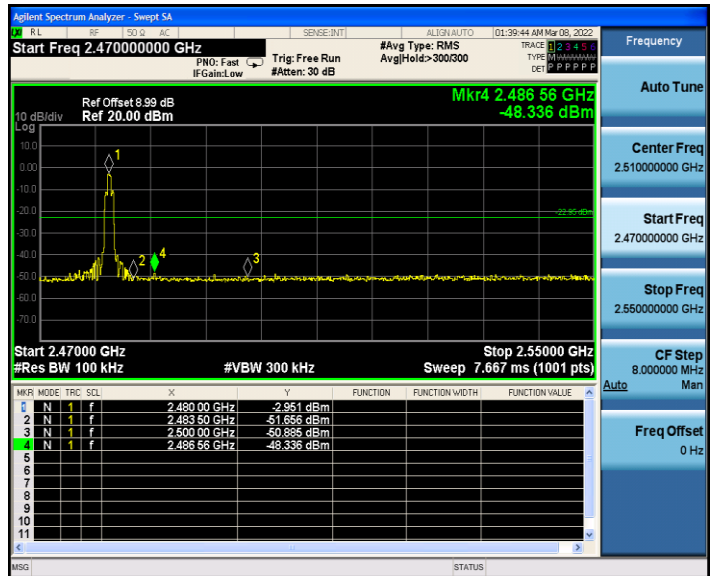 Agilent Spectrum Analyzer - Swept SA
RL RF 50 Ω AC SENSE:INT ALIGNAUTO 01:39:44 AM Mar 08, 2022
Start Freq 2.470000000 GHz
PNO: Fast
IFGain:Low
Trig: Free Run
#Atten: 30 dB
#Avg Type: RMS
Avg|Hold:>300/300
TRACE 1 2 3 4 5 6
TYPE M
DET P P P P P P
Ref Offset 8.99 dB
10 dB/div Ref 20.00 dBm
Log
Mkr4 2.486 56 GHz
-48.336 dBm
10.0
0.00
-10.0
-20.0
-30.0
-40.0
-50.0
-60.0
-70.0
1
2
4
3
-22.95 dBm
Start 2.47000 GHz Stop 2.55000 GHz
#Res BW 100 kHz #VBW 300 kHz Sweep 7.667 ms (1001 pts)
MKR MODE TRC SCL X Y FUNCTION FUNCTION WIDTH FUNCTION VALUE
1 N 1 f 2.480 00 GHz -2.951 dBm
2 N 1 f 2.483 50 GHz -51.656 dBm
3 N 1 f 2.500 00 GHz -50.885 dBm
4 N 1 f 2.486 56 GHz -48.336 dBm
5
6
7
8
9
10
11
MSG STATUS
Frequency
Auto Tune
Center Freq
2.510000000 GHz
Start Freq
2.470000000 GHz
Stop Freq
2.550000000 GHz
CF Step
8.000000 MHz
Auto Man
Freq Offset
0 Hz